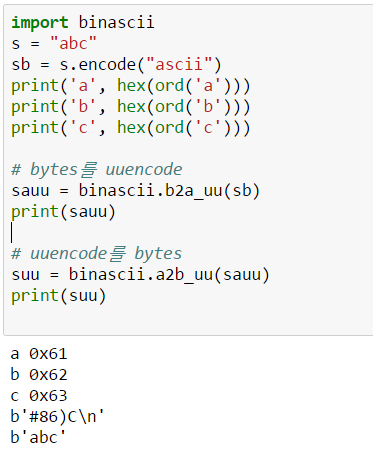 import binascii
s = "abc"
sb = s.encode("ascii")
print('a', hex(ord('a')))
print('b', hex(ord('b')))
print('c', hex(ord('c')))
# bytes를 uuencode
sauu = binascii.b2a_uu(sb)
print(sauu)
# uuencode를 bytes
suu = binascii.a2b_uu(sauu)
print(suu)
a 0x61
b 0x62
c 0x63
b'#86)C\n'
b'abc'